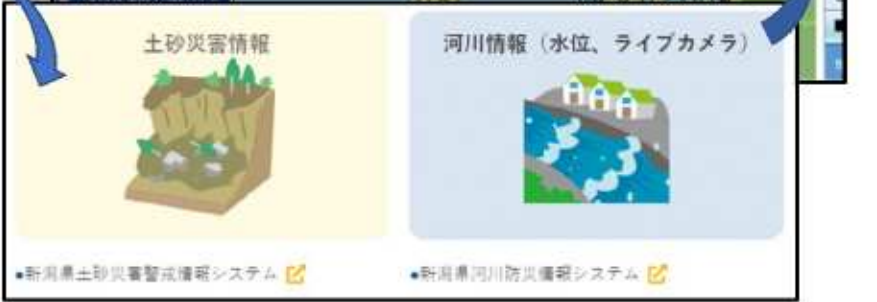 土砂災害情報
河川情報（水位、ライブカメラ）
•新潟県土砂災害警戒情報システム
•新潟県河川防災情報システム